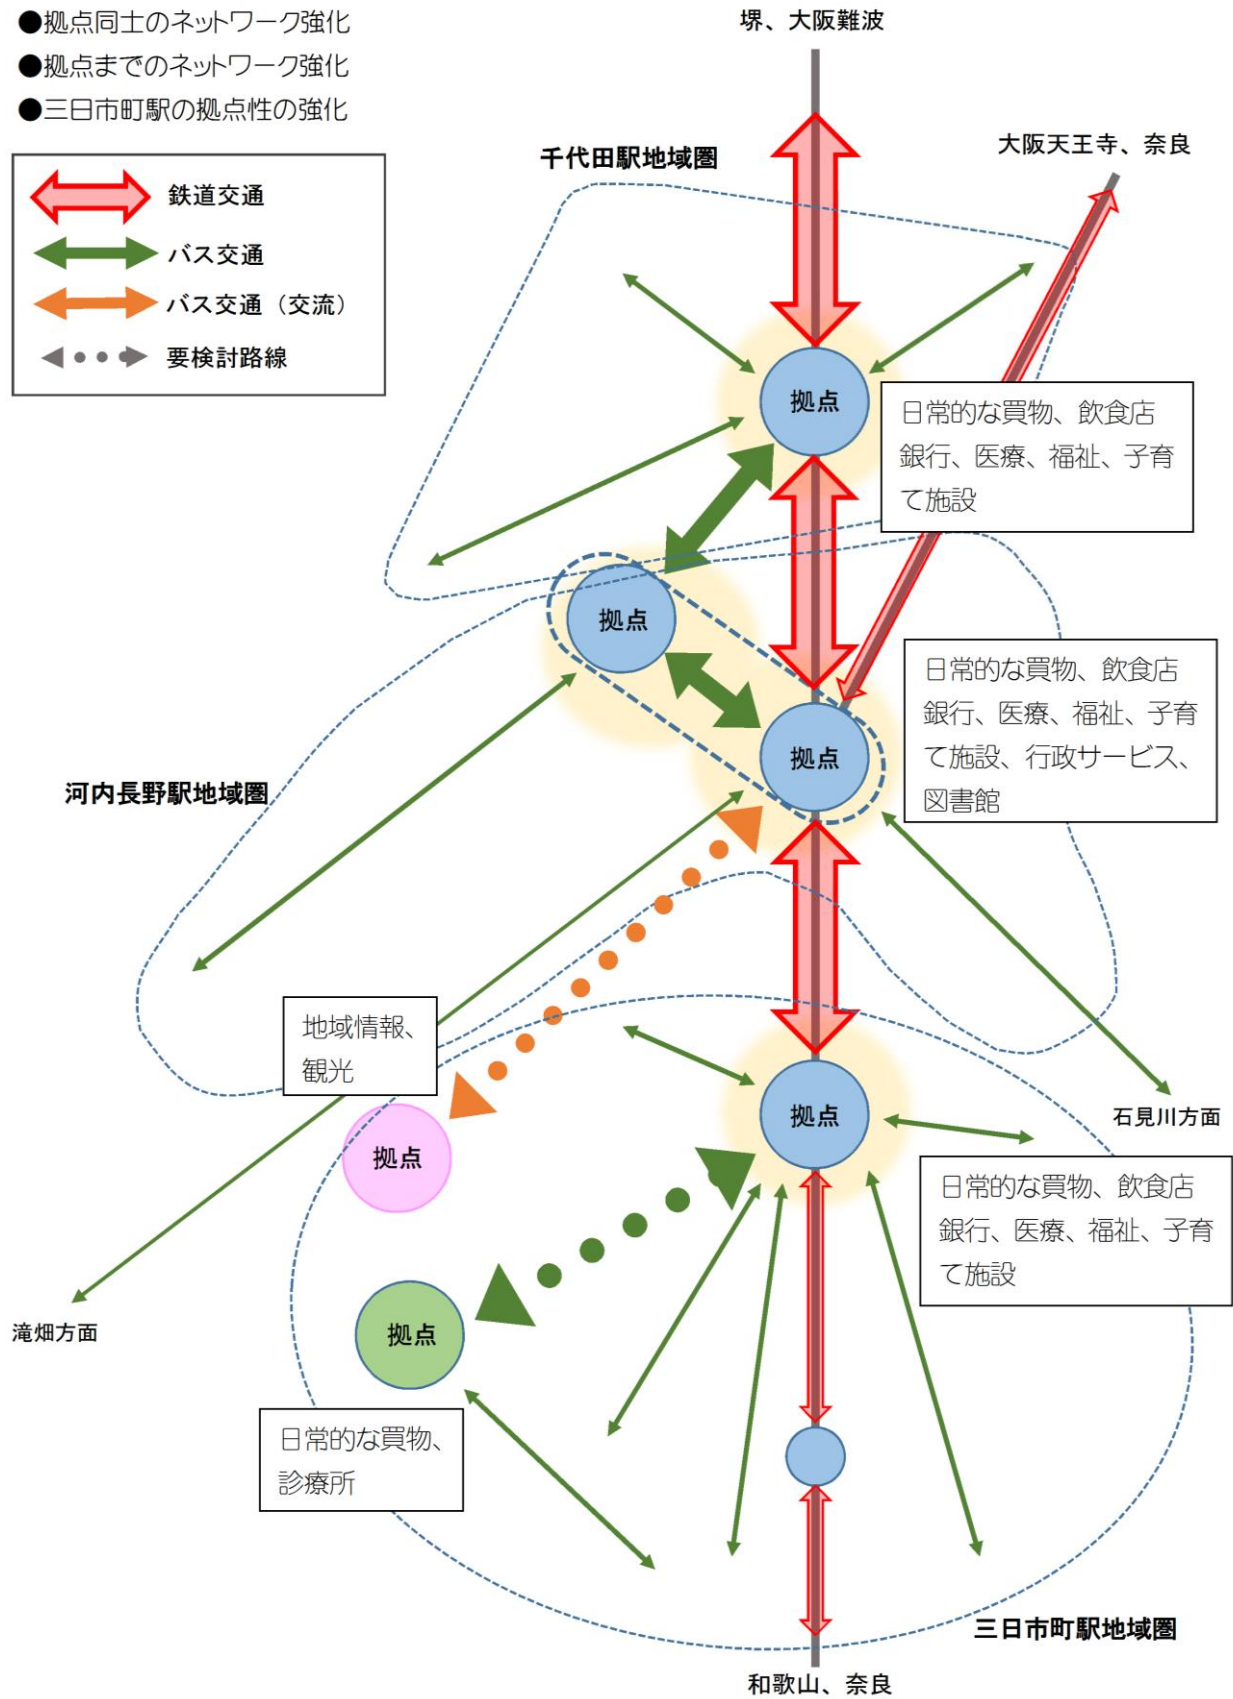 ●拠点同士のネットワーク強化
●拠点までのネットワーク強化
●三日市町駅の拠点性の強化
鉄道交通
バス交通
バス交通（交流）
要検討路線
堺、大阪難波
大阪天王寺、奈良
千代田駅地域圏
拠点
日常的な買物、飲食店
銀行、医療、福祉、子育
て施設
拠点
拠点
日常的な買物、飲食店
銀行、医療、福祉、子育
て施設、行政サービス、
図書館
河内長野駅地域圏
地域情報、
観光
拠点
拠点
石見川方面
日常的な買物、飲食店
銀行、医療、福祉、子育
て施設
滝畑方面
拠点
日常的な買物、
診療所
三日市町駅地域圏
和歌山、奈良